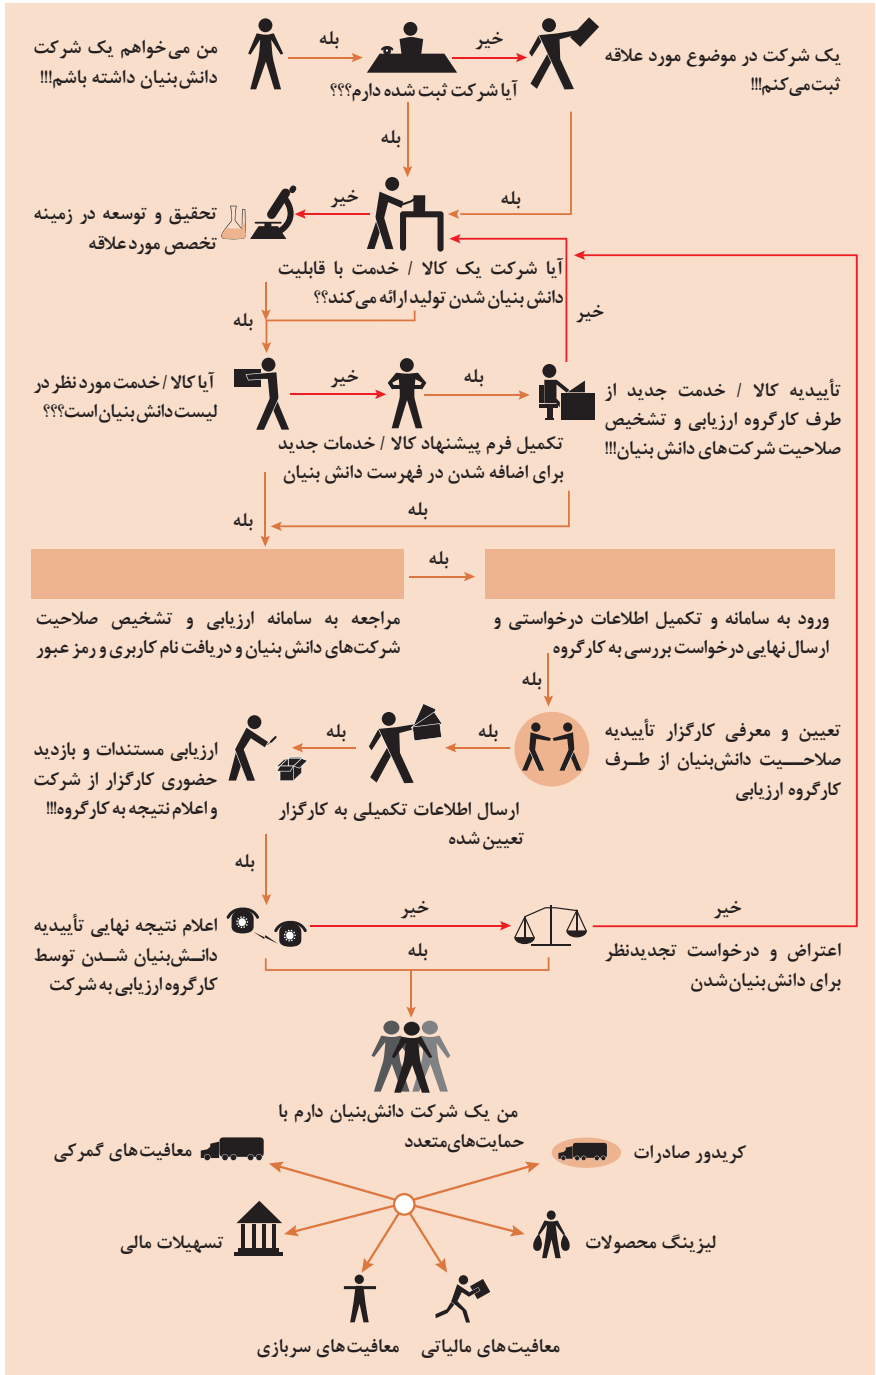 من می‌خواهم یک شرکت
دانش‌بنیان داشته باشم!!!
بله
آیا شرکت ثبت شده دارم؟؟؟
خیر
یک شرکت در موضوع مورد علاقه
ثبت‌می‌کنم!!!
بله
بله
تحقیق و توسعه در زمینه
تخصص مورد علاقه
خیر
آیا شرکت یک کالا / خدمت با قابلیت
دانش‌بنیان شدن تولید ارائه می‌کند؟؟
بله
خیر
آیا کالا / خدمت مورد نظر در
لیست دانش‌بنیان است؟؟؟
خیر
تکمیل فرم پیشنهاد کالا / خدمات جدید
برای اضافه شدن در فهرست دانش بنیان
بله
تأییدیه کالا / خدمت جدید از
طرف کارگروه ارزیابی و تشخیص
صلاحیت شرکت‌های دانش بنیان!!!
بله
بله
بله
مراجعه به سامانه ارزیابی و تشخیص صلاحیت
شرکت‌های دانش بنیان و دریافت نام کاربری و رمز عبور
ورود به سامانه و تکمیل اطلاعات درخواستی و
ارسال نهایی درخواست بررسی به کارگروه
بله
تعیین و معرفی کارگزار تأییدیه
صلاحـــیت دانش‌بنیان از طــرف
کارگروه ارزیابی
بله
ارسال اطلاعات تکمیلی به کارگزار
تعیین شده
بله
ارزیابی مستندات و بازدید
حضوری کارگزار از شرکت
و اعلام نتیجه به کارگروه!!!
بله
اعلام نتیجه نهایی تأییدیه
دانــش‌بنیان شــدن توسط
کارگروه ارزیابی به شرکت
خیر
بله
خیر
اعتراض و درخواست تجدیدنظر
برای دانش‌بنیان‌شدن
من یک شرکت دانش‌بنیان دارم با
حمایت‌های‌متعدد
کریدور صادرات
معافیت‌های گمرکی
لیزینگ محصولات
تسهیلات مالی
معافیت‌های مالیاتی
معافیت‌های سربازی